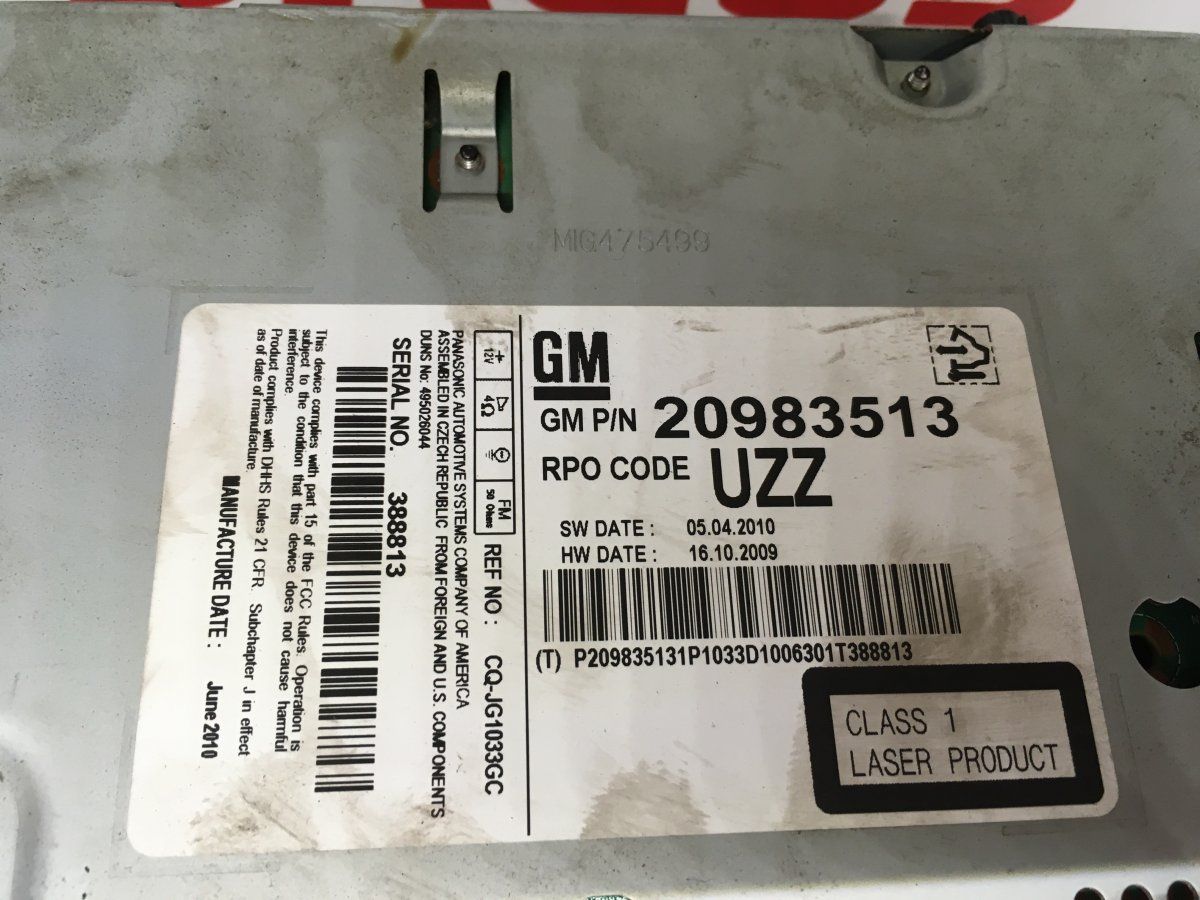 MIG475499
GM
GM P/N 20983513
RPO CODE UZZ
SW DATE : 05.04.2010
HW DATE : 16.10.2009
(T) P209835131P1033D1006301T388813
CLASS 1
LASER PRODUCT
+ 12V
4Ω
FM
50 Ohms
REF NO : CQ-JG1033GC
PANASONIC AUTOMOTIVE SYSTEMS COMPANY OF AMERICA
ASSEMBLED IN CZECH REPUBLIC FROM FOREIGN AND U.S. COMPONENTS
DUNS No: 495026044
SERIAL NO. 388813
This device complies with part 15 of the FCC Rules. Operation is
subject to the condition that this device does not cause harmful
interference.
Product complies with DHHS Rules 21 CFR. Subchapter J in effect
as of date of manufacture.
MANUFACTURE DATE : June 2010